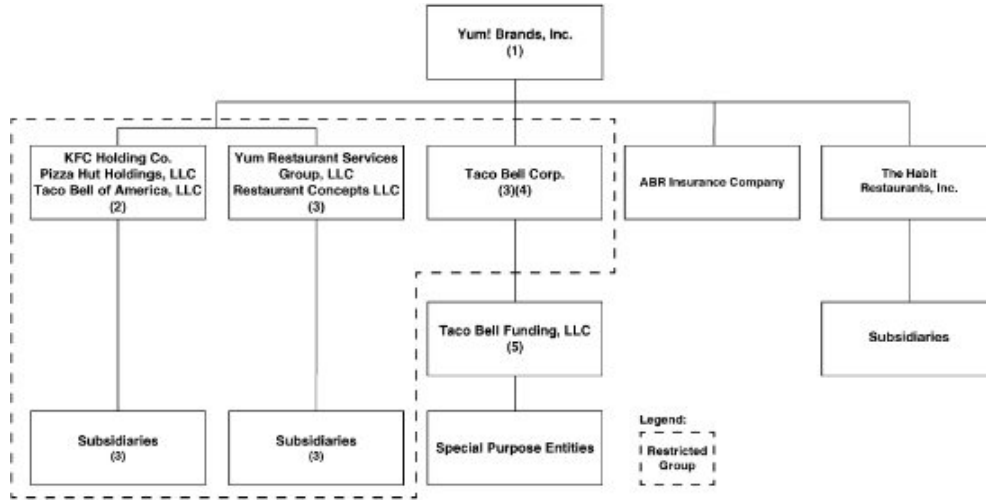 Yum! Brands, Inc.
(1)
KFC Holding Co.
Pizza Hut Holdings, LLC
Taco Bell of America, LLC
(2)
Yum Restaurant Services
Group, LLC
Restaurant Concepts LLC
(3)
Taco Bell Corp.
(3)(4)
ABR Insurance Company
The Habit
Restaurants, Inc.
Taco Bell Funding, LLC
(5)
Subsidiaries
Subsidiaries
(3)
Subsidiaries
(3)
Special Purpose Entities
Legend:
Restricted
Group